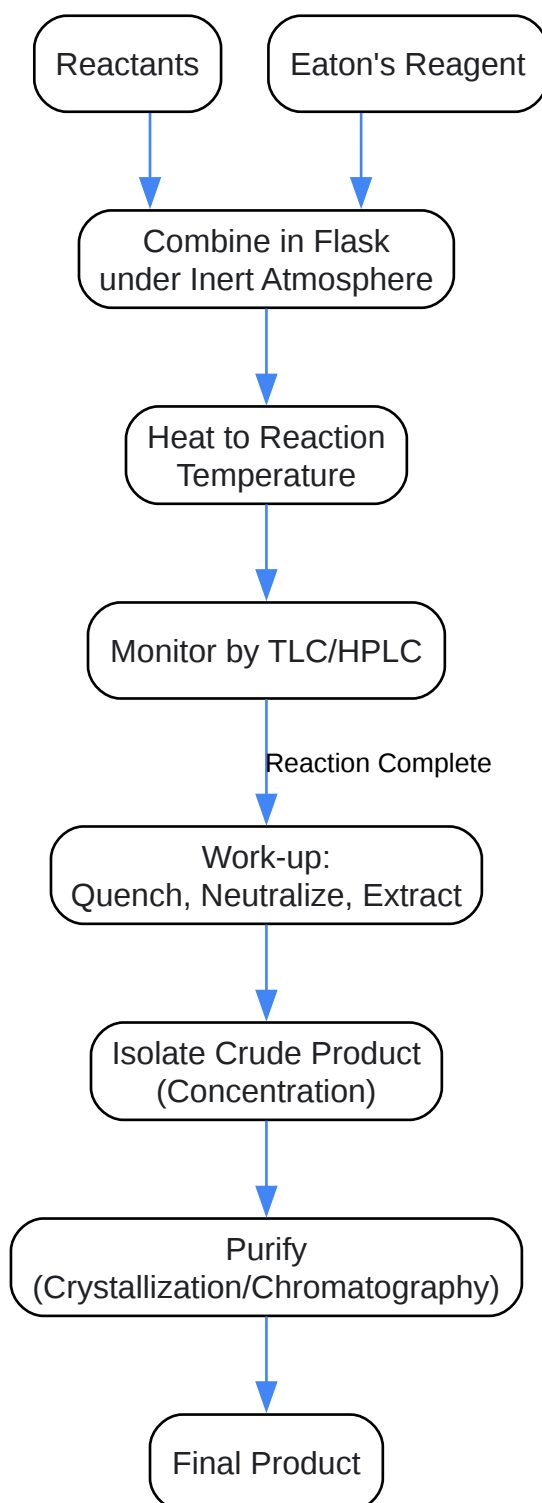 Reactants
Eaton's Reagent
Combine in Flask
under Inert Atmosphere
Heat to Reaction
Temperature
Monitor by TLC/HPLC
Reaction Complete
Work-up:
Quench, Neutralize, Extract
Isolate Crude Product
(Concentration)
Purify
(Crystallization/Chromatography)
Final Product